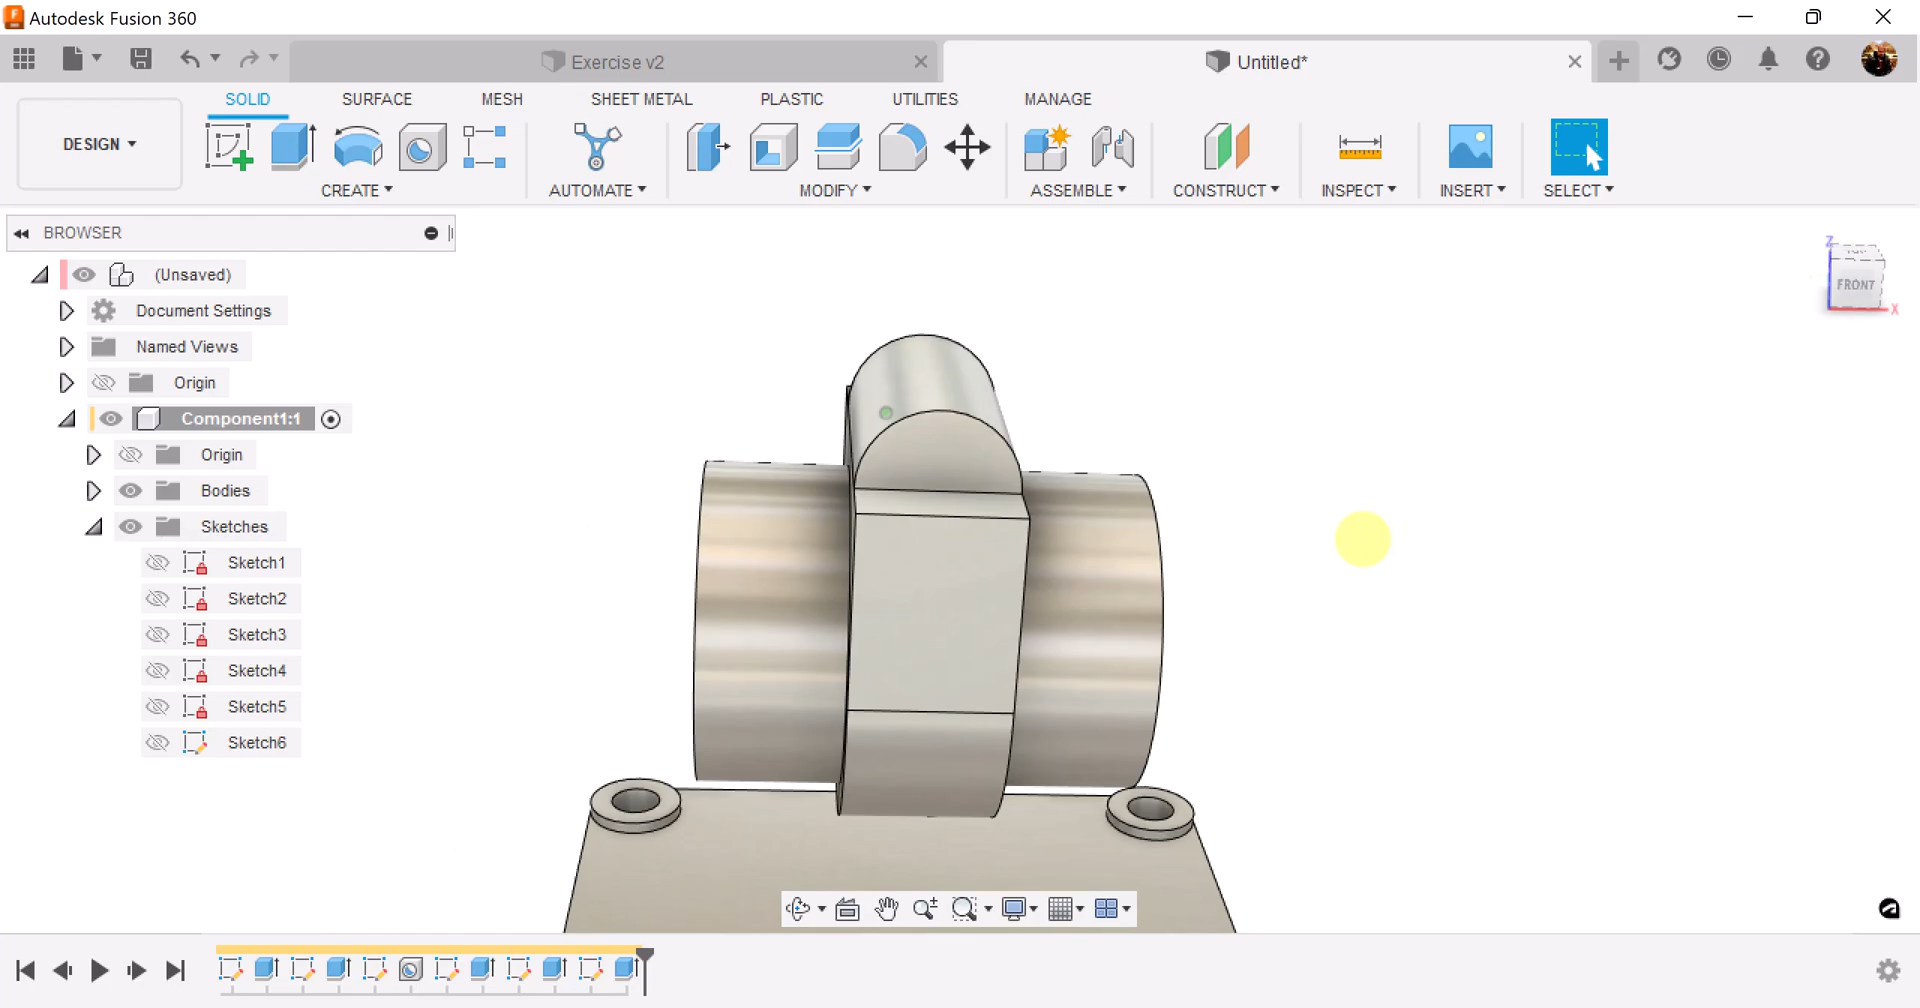 Autodesk Fusion 360
Exercise v2
Untitled*
DESIGN
SOLID
SURFACE
MESH
SHEET METAL
PLASTIC
UTILITIES
MANAGE
CREATE
AUTOMATE
MODIFY
ASSEMBLE
CONSTRUCT
INSPECT
INSERT
SELECT
BROWSER
(Unsaved)
Document Settings
Named Views
Origin
Component1:1
Origin
Bodies
Sketches
Sketch1
Sketch2
Sketch3
Sketch4
Sketch5
Sketch6
Z
TOP
FRONT
X